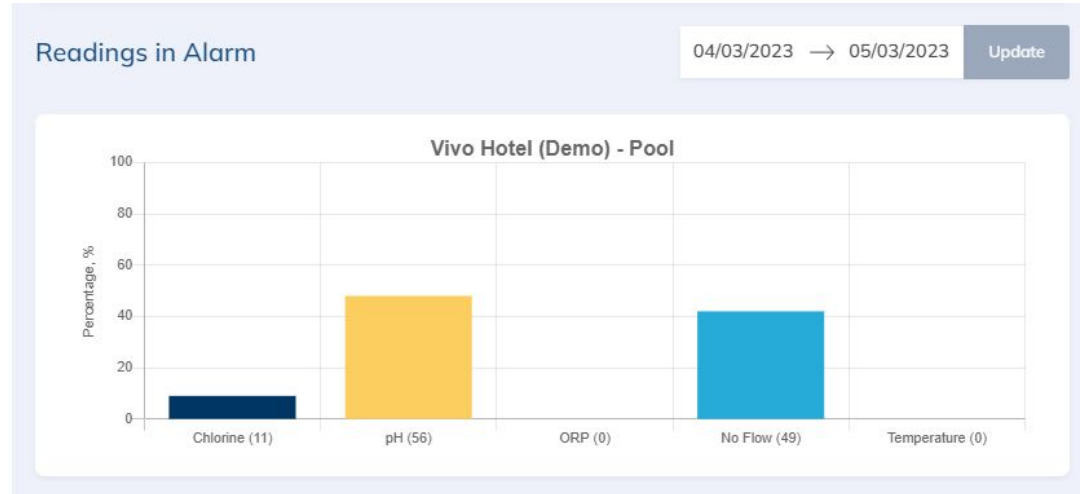 Readings in Alarm
04/03/2023 → 05/03/2023 Update
Vivo Hotel (Demo) - Pool
Percentage, %
100
80
60
40
20
0
Chlorine (11) pH (56) ORP (0) No Flow (49) Temperature (0)